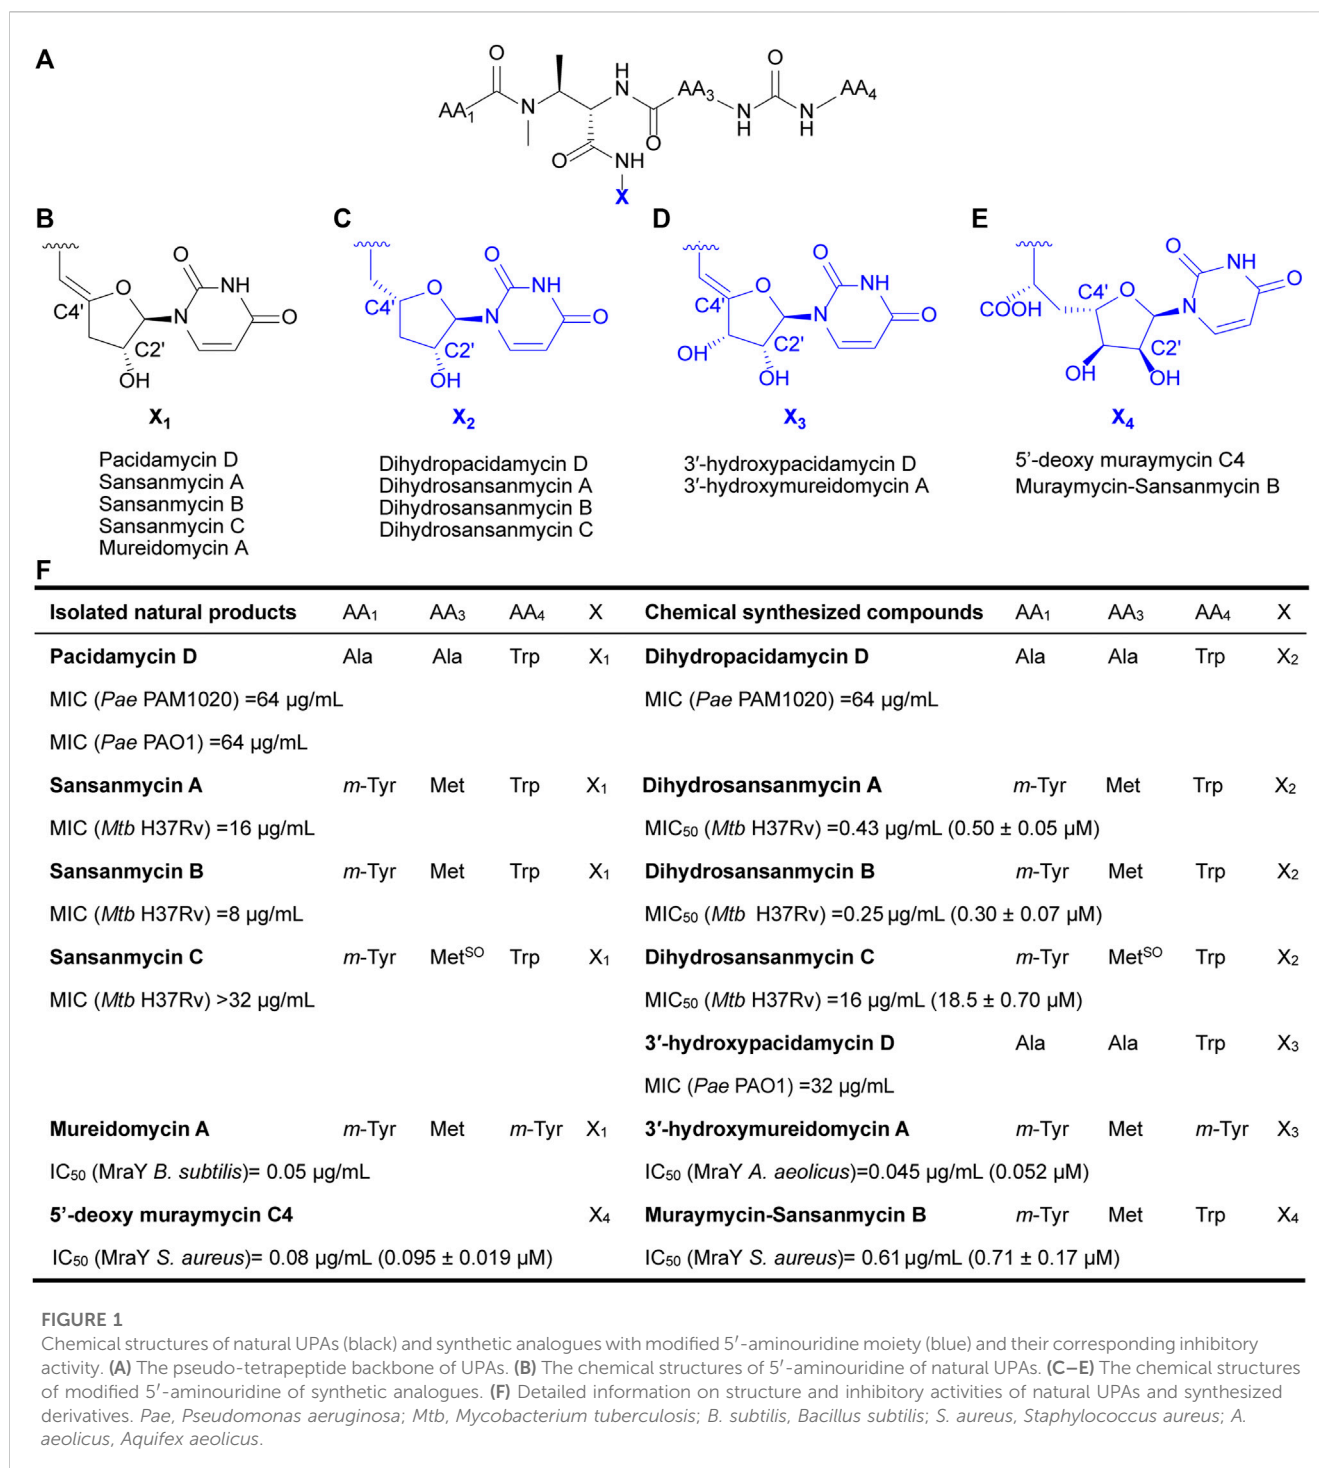 A
O
H
AA1
N
N
AA3
O
AA4
N
H
N
H
O
O
NH
X
B
O
O
NH
C4'
N
O
C2'
OH
X1
Pacidamycin D
Sansanmycin A
Sansanmycin B
Sansanmycin C
Mureidomycin A
C
O
O
NH
C4'
N
O
C2'
OH
X2
Dihydropacidamycin D
Dihydrosansanmycin A
Dihydrosansanmycin B
Dihydrosansanmycin C
D
O
O
NH
C4'
N
O
OH
C2'
OH
X3
3′-hydroxypacidamycin D
3′-hydroxymureidomycin A
E
O
NH
C4'
O
O
COOH
N
C2'
OH
OH
X4
5’-deoxy muraymycin C4
Muraymycin-Sansanmycin B
F
Isolated natural products AA1 AA3 AA4 X Chemical synthesized compounds AA1 AA3 AA4 X
Pacidamycin D Ala Ala Trp X1 Dihydropacidamycin D Ala Ala Trp X2
MIC (Pae PAM1020) =64 µg/mL MIC (Pae PAM1020) =64 µg/mL
MIC (Pae PAO1) =64 µg/mL
Sansanmycin A m-Tyr Met Trp X1 Dihydrosansanmycin A m-Tyr Met Trp X2
MIC (Mtb H37Rv) =16 µg/mL MIC50 (Mtb H37Rv) =0.43 µg/mL (0.50 ± 0.05 µM)
Sansanmycin B m-Tyr Met Trp X1 Dihydrosansanmycin B m-Tyr Met Trp X2
MIC (Mtb H37Rv) =8 µg/mL MIC50 (Mtb H37Rv) =0.25 µg/mL (0.30 ± 0.07 µM)
Sansanmycin C m-Tyr MetSO Trp X1 Dihydrosansanmycin C m-Tyr MetSO Trp X2
MIC (Mtb H37Rv) >32 µg/mL MIC50 (Mtb H37Rv) =16 µg/mL (18.5 ± 0.70 µM)
3′-hydroxypacidamycin D Ala Ala Trp X3
MIC (Pae PAO1) =32 µg/mL
Mureidomycin A m-Tyr Met m-Tyr X1 3′-hydroxymureidomycin A m-Tyr Met m-Tyr X3
IC50 (MraY B. subtilis)= 0.05 µg/mL IC50 (MraY A. aeolicus)=0.045 µg/mL (0.052 µM)
5’-deoxy muraymycin C4 X4 Muraymycin-Sansanmycin B m-Tyr Met Trp X4
IC50 (MraY S. aureus)= 0.08 µg/mL (0.095 ± 0.019 µM) IC50 (MraY S. aureus)= 0.61 µg/mL (0.71 ± 0.17 µM)
FIGURE 1
Chemical structures of natural UPAs (black) and synthetic analogues with modified 5′-aminouridine moiety (blue) and their corresponding inhibitory
activity. (A) The pseudo-tetrapeptide backbone of UPAs. (B) The chemical structures of 5′-aminouridine of natural UPAs. (C–E) The chemical structures
of modified 5′-aminouridine of synthetic analogues. (F) Detailed information on structure and inhibitory activities of natural UPAs and synthesized
derivatives. Pae, Pseudomonas aeruginosa; Mtb, Mycobacterium tuberculosis; B. subtilis, Bacillus subtilis; S. aureus, Staphylococcus aureus; A.
aeolicus, Aquifex aeolicus.